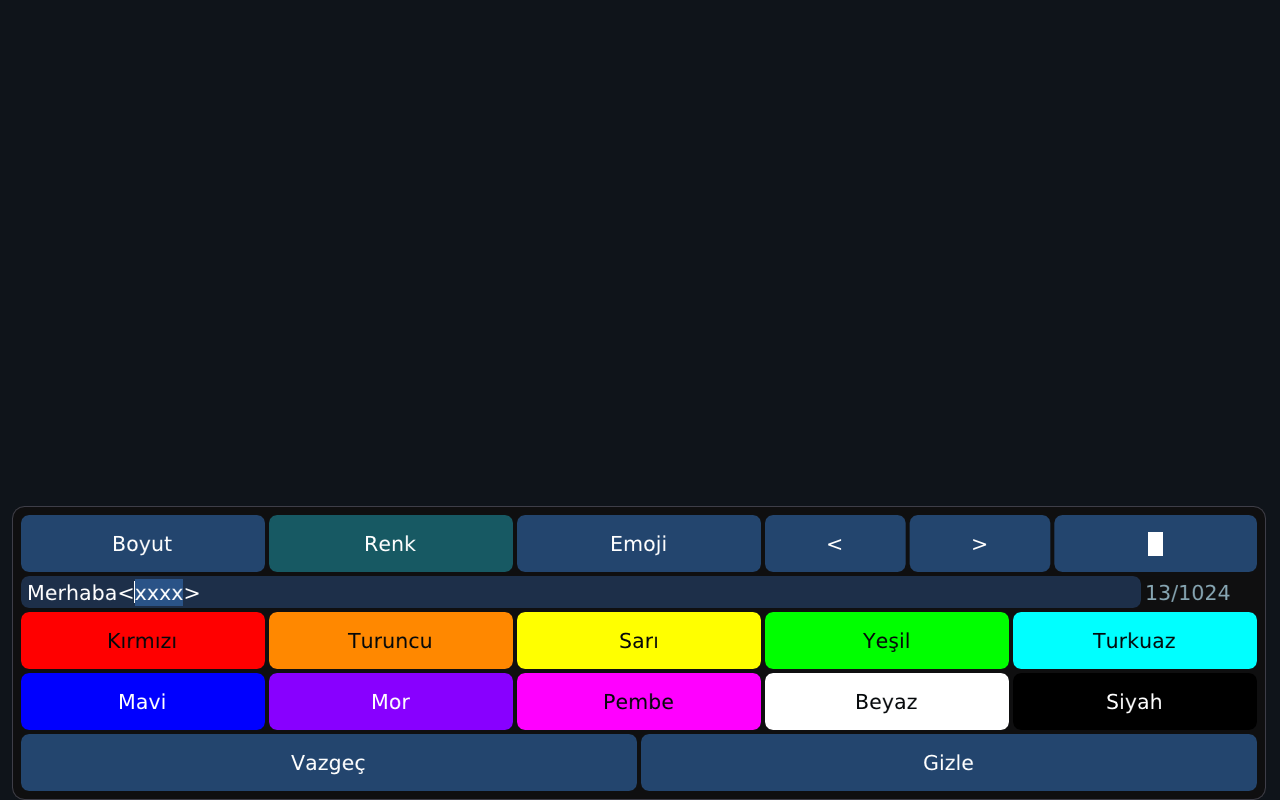 Boyut Renk Emoji < >
Merhaba<xxxx> 13/1024
Kırmızı Turuncu Sarı Yeşil Turkuaz
Mavi Mor Pembe Beyaz Siyah
Vazgeç Gizle